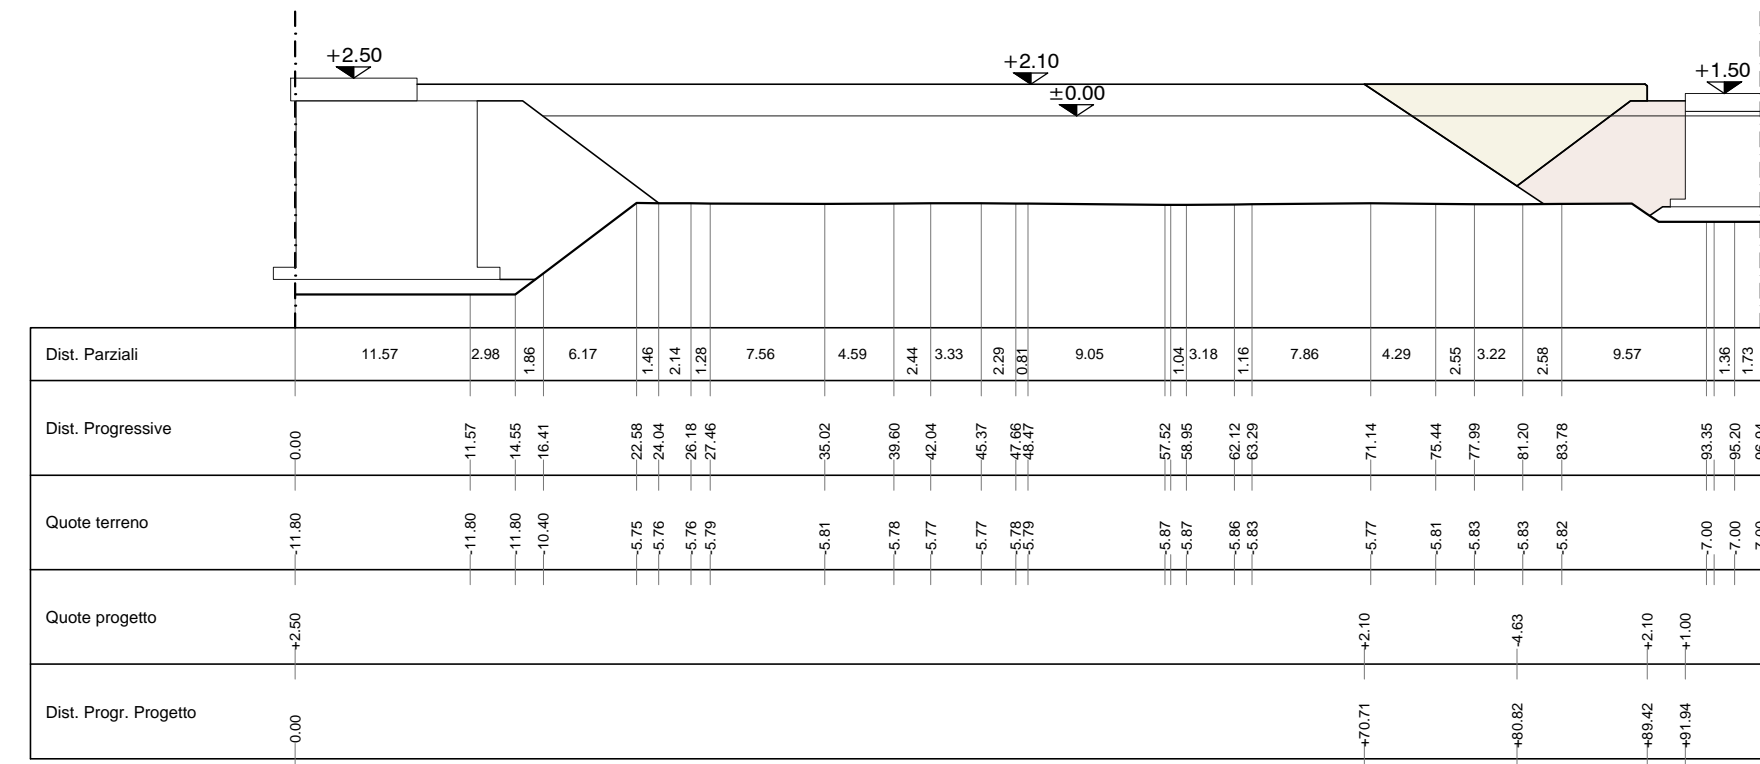 +2.50
+2.10
±0.00
+1.50
Dist. Parziali 11.57 2.98 1.86 6.17 1.46 2.14 1.28 7.56 4.59 2.44 3.33 2.29 0.81 9.05 1.04 3.18 1.16 7.86 4.29 2.55 3.22 2.58 9.57 1.36 1.73
Dist. Progressive 0.00 11.57 14.55 16.41 22.58 24.04 26.18 27.46 35.02 39.60 42.04 45.37 47.66 48.47 57.52 58.95 62.12 63.29 71.14 75.44 77.99 81.20 83.78 93.35 95.20
Quote terreno -11.80 -11.80 -11.80 -10.40 -5.75 -5.76 -5.76 -5.79 -5.81 -5.78 -5.77 -5.77 -5.78 -5.79 -5.87 -5.87 -5.86 -5.83 -5.77 -5.81 -5.83 -5.83 -5.82 -7.00 -7.00
Quote progetto +2.50 +2.10 -4.63 +2.10 +1.00
Dist. Progr. Progetto 0.00 +70.71 +80.82 +89.42 +91.94